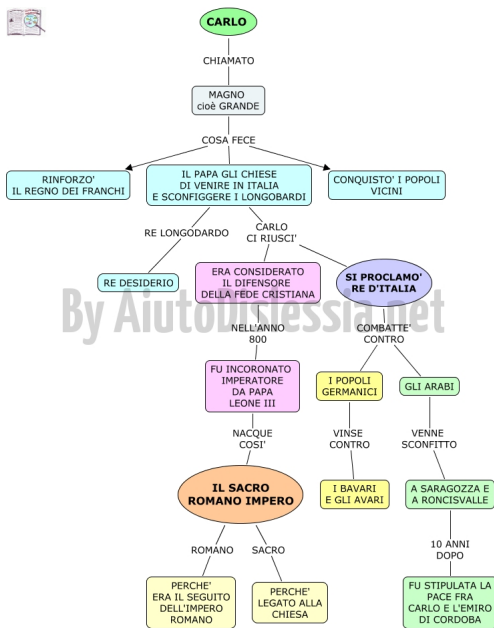 CARLO
CHIAMATO
MAGNO
cioè GRANDE
COSA FECE
RINFORZO'
IL REGNO DEI FRANCHI
IL PAPA GLI CHIESE
DI VENIRE IN ITALIA
E SCONFIGGERE I LONGOBARDI
CONQUISTO' I POPOLI
VICINI
RE LONGODARDO
CARLO
CI RIUSCI'
RE DESIDERIO
ERA CONSIDERATO
IL DIFENSORE
DELLA FEDE CRISTIANA
SI PROCLAMO'
RE D'ITALIA
By AiutoDislessia.net
NELL'ANNO
800
COMBATTE'
CONTRO
FU INCORONATO
IMPERATORE
DA PAPA
LEONE III
I POPOLI
GERMANICI
GLI ARABI
NACQUE
COSI'
VINSE
CONTRO
VENNE
SCONFITTO
IL SACRO
ROMANO IMPERO
I BAVARI
E GLI AVARI
A SARAGOZZA E
A RONCISVALLE
ROMANO
SACRO
10 ANNI
DOPO
PERCHE'
ERA IL SEGUITO
DELL'IMPERO
ROMANO
PERCHE'
LEGATO ALLA
CHIESA
FU STIPULATA LA
PACE FRA
CARLO E L'EMIRO
DI CORDOBA